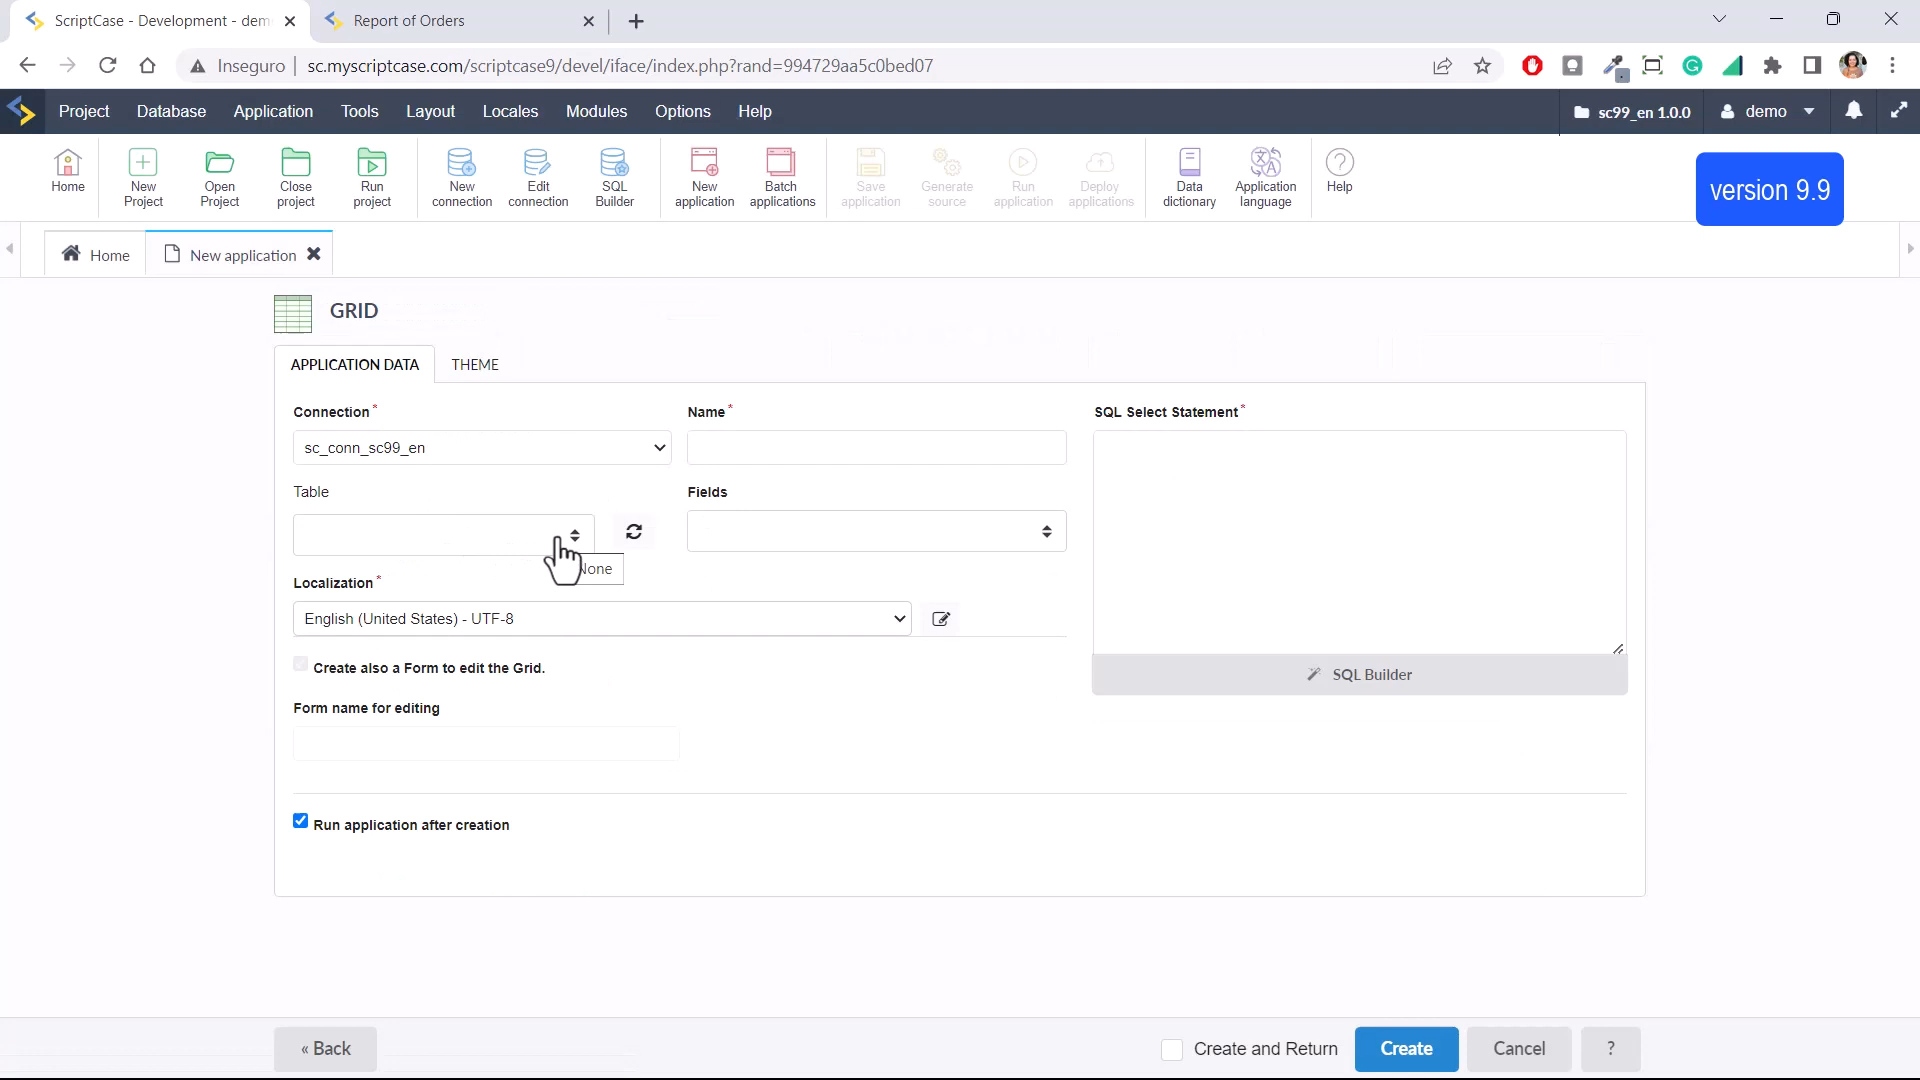 ScriptCase - Development - dem
Report of Orders
Inseguro | sc.myscriptcase.com/scriptcase9/devel/iface/index.php?rand=994729aa5c0bed07
Project Database Application Tools Layout Locales Modules Options Help
sc99_en 1.0.0
demo
Home
New
Project
Open
Project
Close
project
Run
project
New
connection
Edit
connection
SQL
Builder
New
application
Batch
applications
Save
application
Generate
source
Run
application
Deploy
applications
Data
dictionary
Application
language
Help
version 9.9
Home
New application
GRID
APPLICATION DATA THEME
Connection *
Name *
SQL Select Statement *
sc_conn_sc99_en
Table
Fields
None
Localization *
English (United States) - UTF-8
Create also a Form to edit the Grid.
SQL Builder
Form name for editing
Run application after creation
« Back
Create and Return
Create
Cancel
?